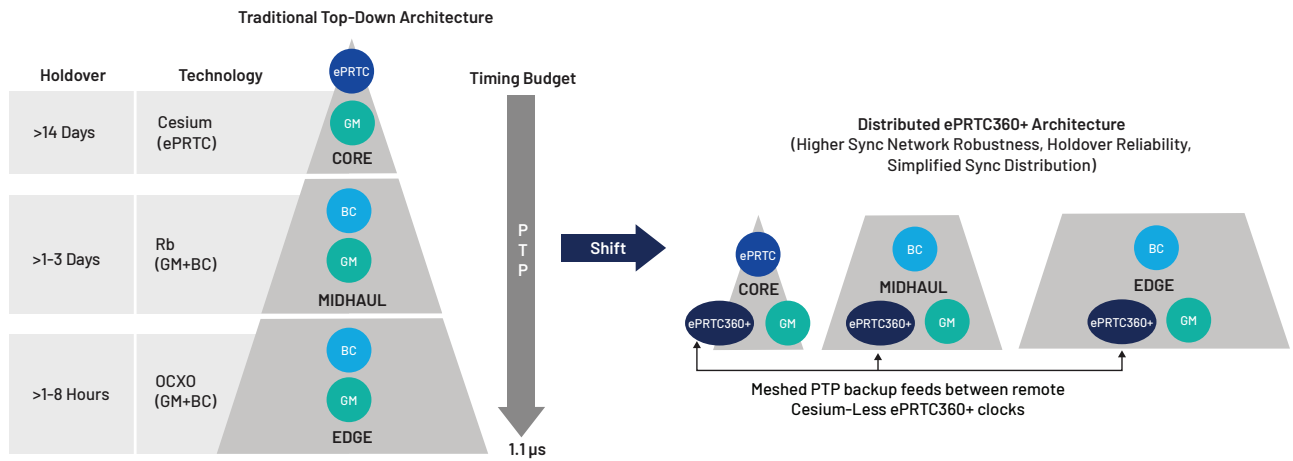 Traditional Top-Down Architecture
Holdover
Technology
Timing Budget
>14 Days
Cesium
(ePRTC)
ePRTC
GM
CORE
>1-3 Days
Rb
(GM+BC)
BC
GM
MIDHAUL
>1-8 Hours
OCXO
(GM+BC)
BC
GM
EDGE
PTP
1.1 µs
Shift
Distributed ePRTC360+ Architecture
(Higher Sync Network Robustness, Holdover Reliability,
Simplified Sync Distribution)
ePRTC
CORE
ePRTC360+
GM
BC
MIDHAUL
ePRTC360+
GM
BC
EDGE
ePRTC360+
GM
Meshed PTP backup feeds between remote
Cesium-Less ePRTC360+ clocks